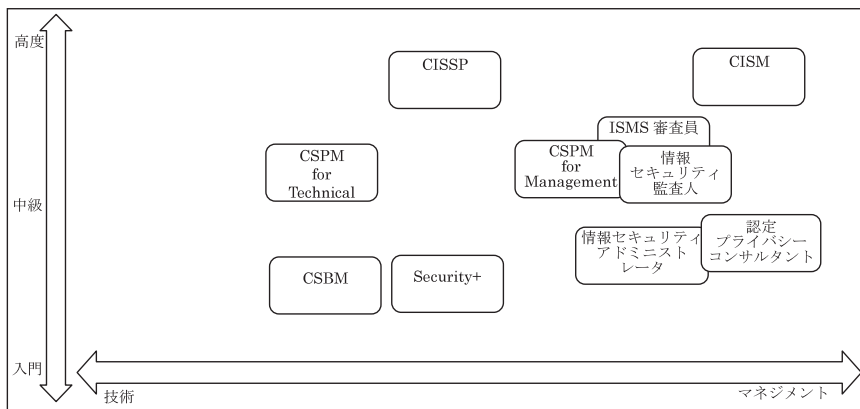 高度
CISSP
CISM
ISMS 審査員
CSPM
for
Technical
CSPM
for
Management
情報
セキュリティ
監査人
中級
情報セキュリティ
アドミニスト
レータ
認定
プライバシー
コンサルタント
CSBM
Security+
入門
技術
マネジメント